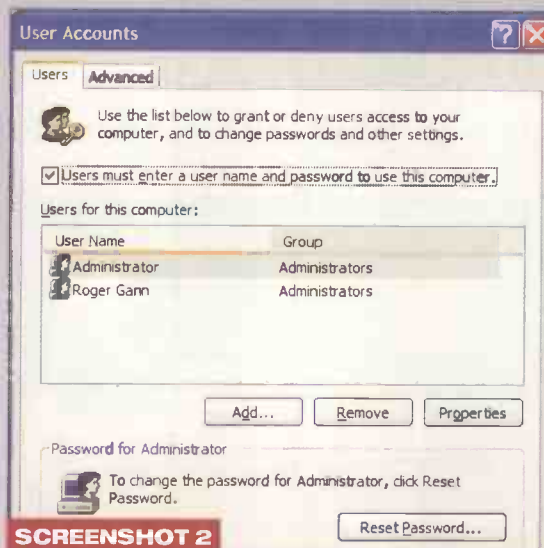 User Accounts
Users Advanced
Use the list below to grant or deny users access to your
computer, and to change passwords and other settings.
Users must enter a user name and password to use this computer.
Users for this computer:
User Name Group
Administrator Administrators
Roger Gann Administrators
Add... Remove Properties
Password for Administrator
To change the password for Administrator, click Reset
Password.
Reset Password...
SCREENSHOT 2